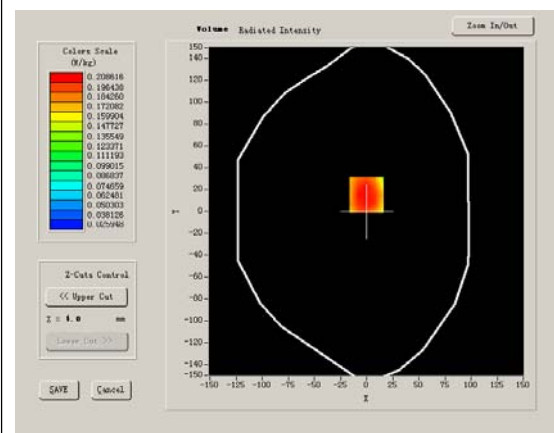 Volume Radiated Intensity
Zoom In/Out
Colors Scale
(W/kg)
0.208616
0.196438
0.184260
0.172082
0.159904
0.147727
0.135549
0.123371
0.111193
0.099015
0.086837
0.074659
0.062481
0.050303
0.038126
0.025948
Z-Cuts Control
<< Upper Cut
Z = 4.0 mm
Lower Cut >>
SAVE
Cancel
150
140
120
100
80
60
40
20
0
-20
-40
-60
-80
-100
-120
-140
-150
Y
-150 -125 -100 -75 -50 -25 0 25 50 75 100 125 150
X